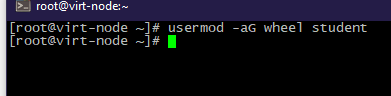 root@virt-node:~
[root@virt-node ~]# usermod -aG wheel student
[root@virt-node ~]#